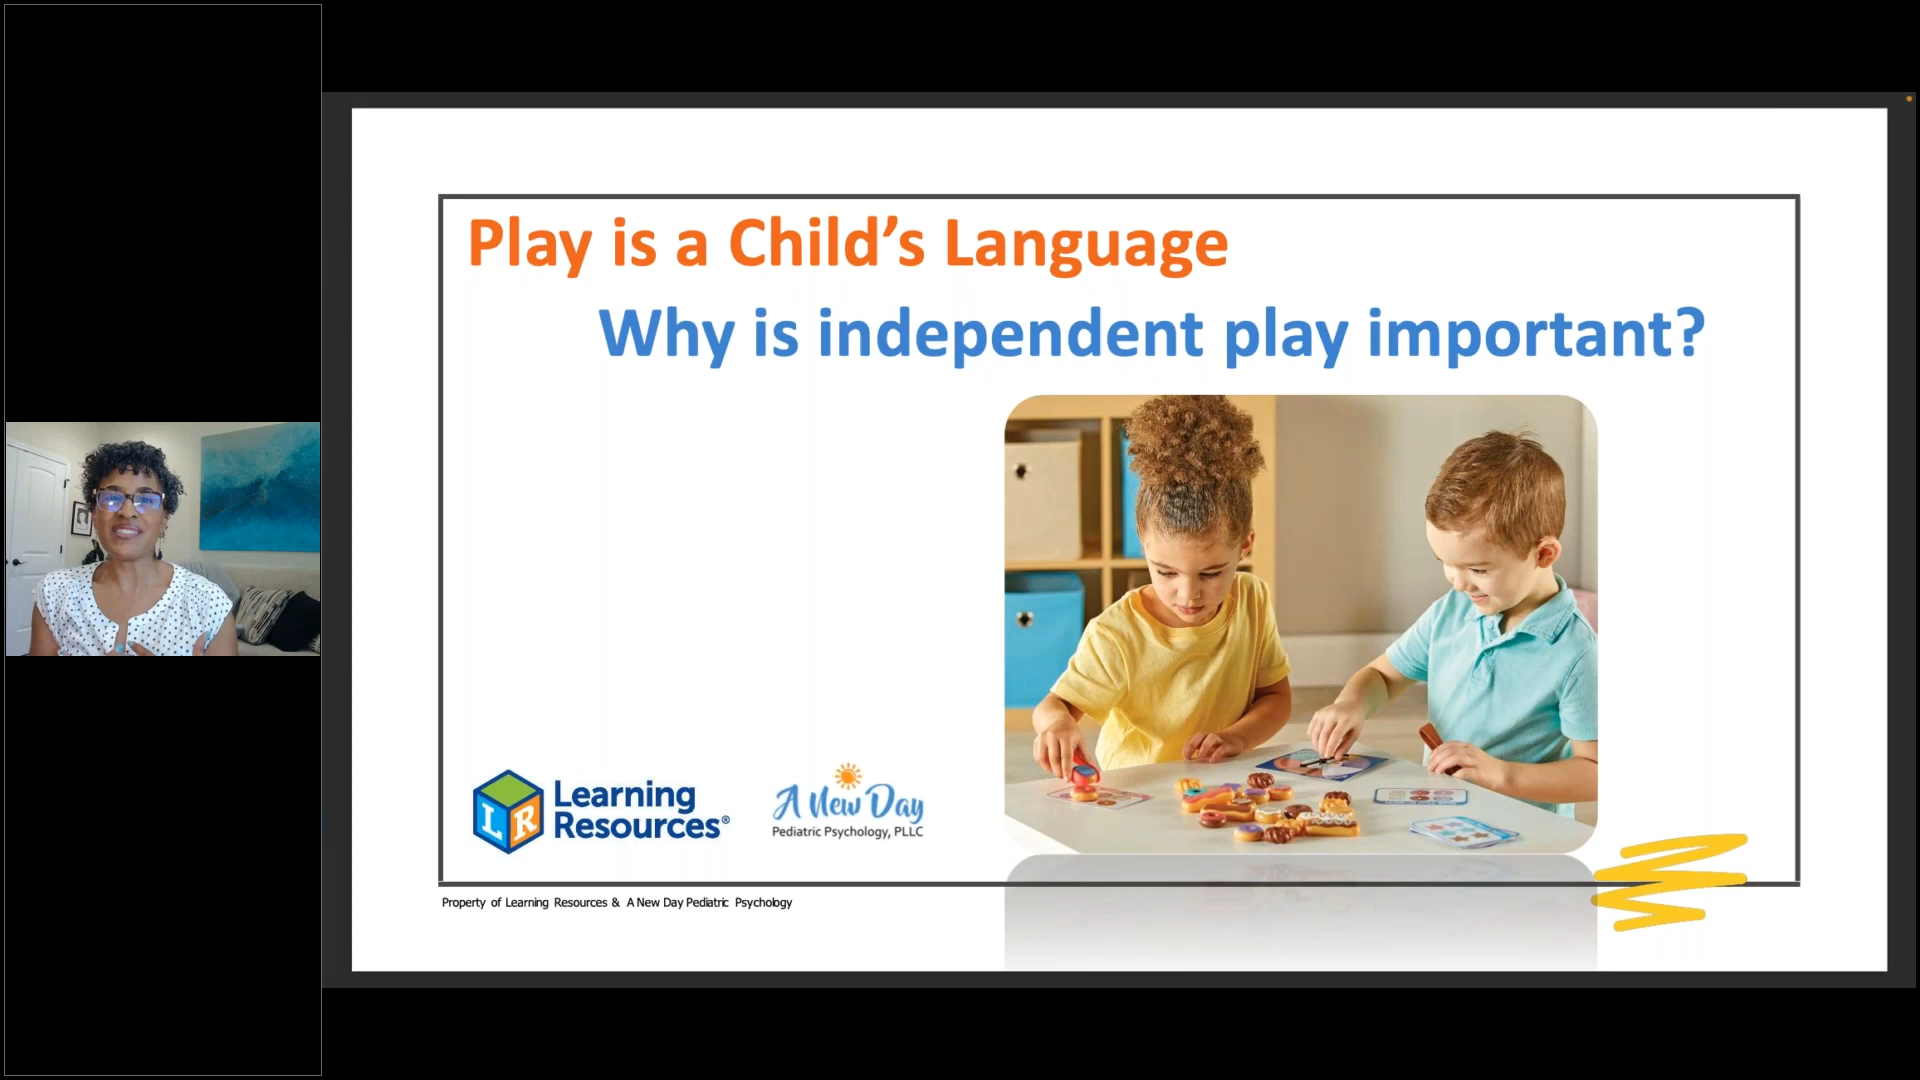 Play is a Child’s Language
Why is independent play important?
LR
Learning
Resources®
A New Day
Pediatric Psychology, PLLC
Property of Learning Resources & A New Day Pediatric Psychology